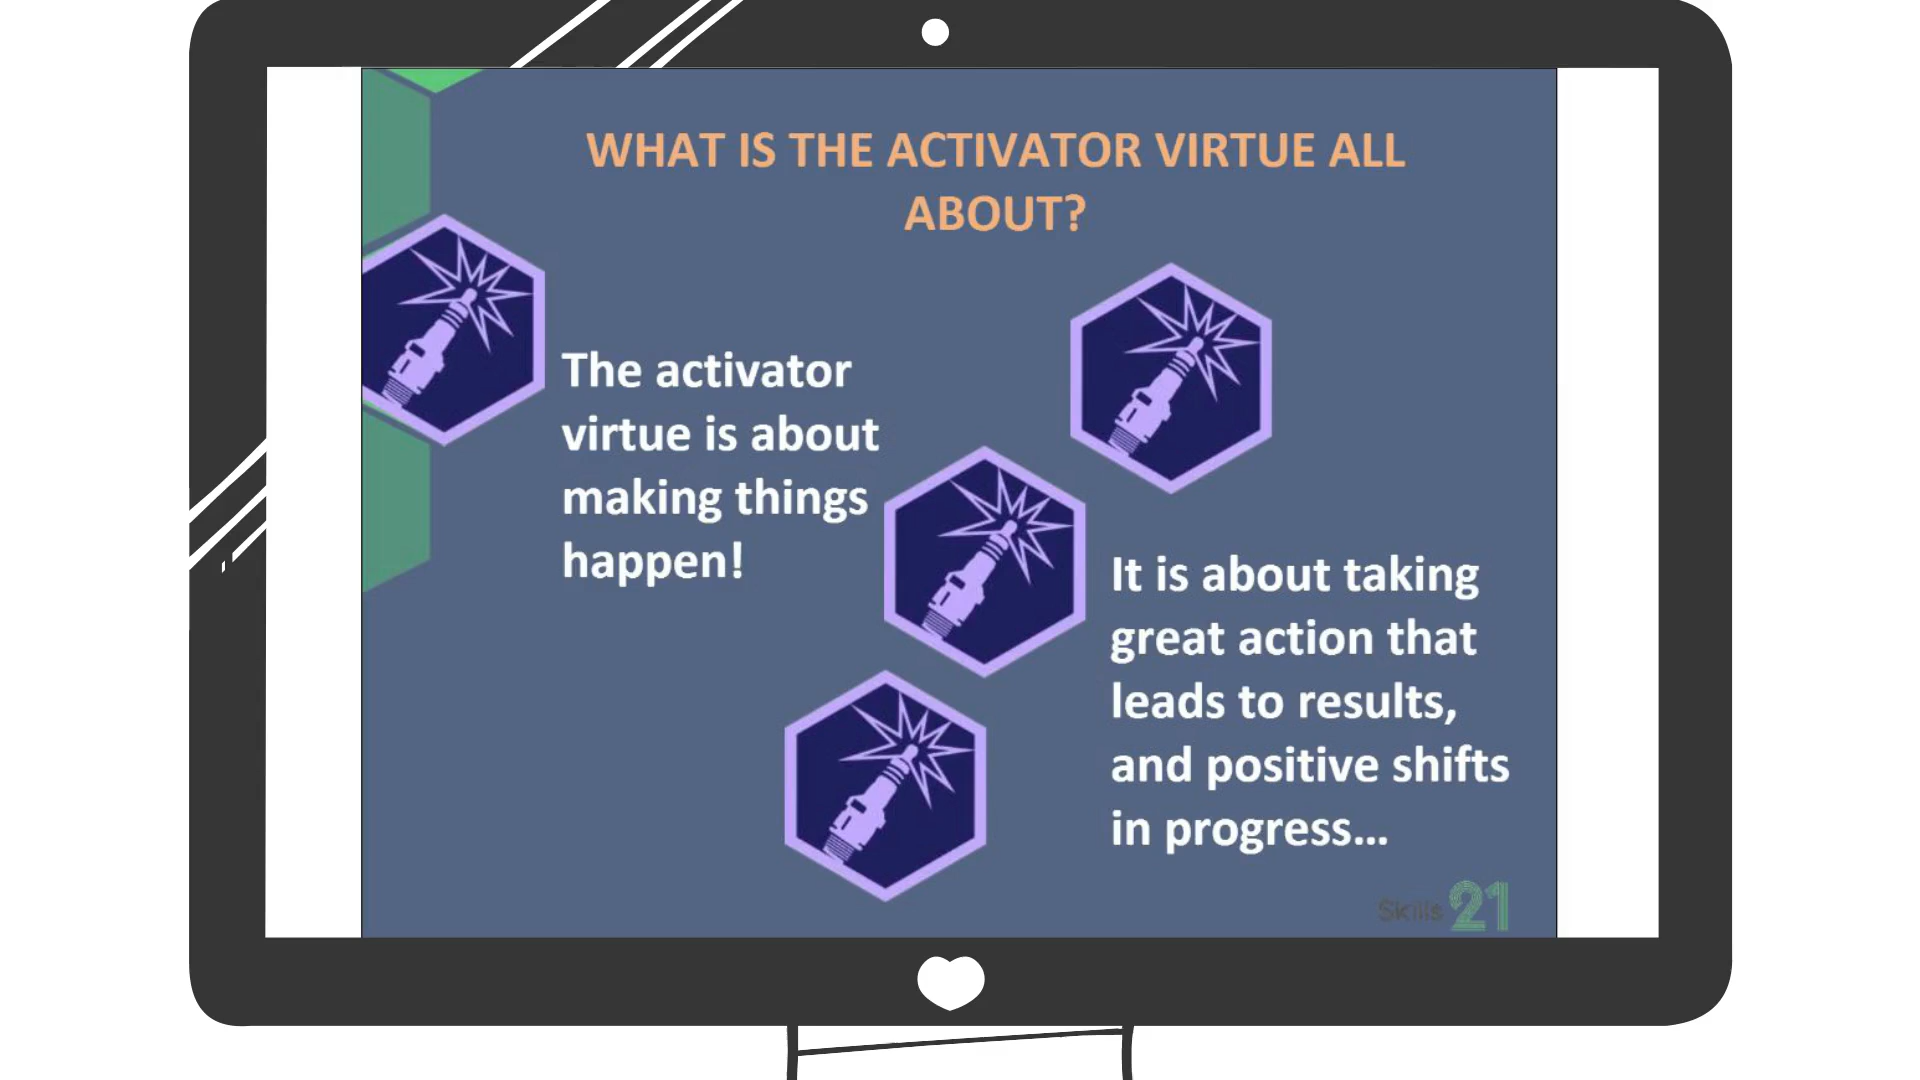 WHAT IS THE ACTIVATOR VIRTUE ALL
ABOUT?
The activator
virtue is about
making things
happen!
It is about taking
great action that
leads to results,
and positive shifts
in progress...
Skills 21